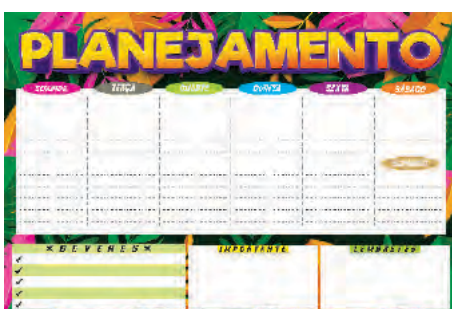 PLANEJAMENTO
SEGUNDA TERÇA QUARTA QUINTA SEXTA SÁBADO
DEVERES IMPORTANTE LEMBRETES